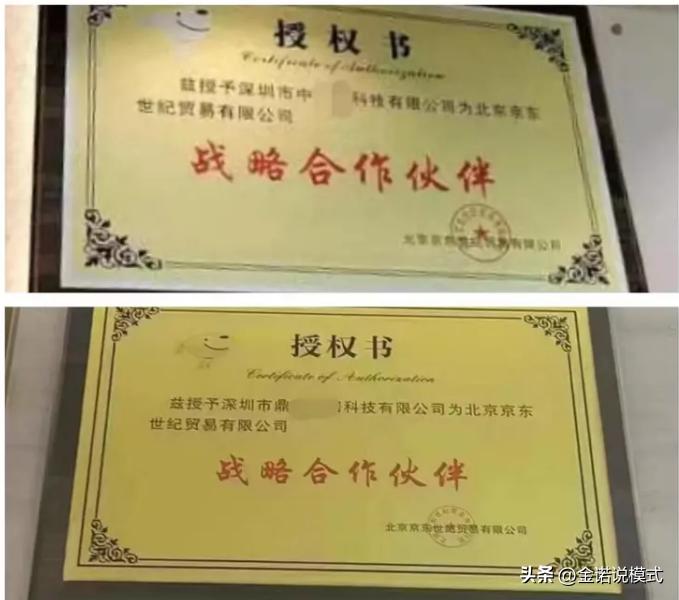 授权书
Certificate of Authorization
兹授予深圳市中 科技有限公司为北京京东
世纪贸易有限公司
战略合作伙伴
北京京东世纪贸易有限公司
授权书
Certificate of Authorization
兹授予深圳市鼎 科技有限公司为北京京东
世纪贸易有限公司
战略合作伙伴
北京京东世纪贸易有限公司
头条 @金诺说模式